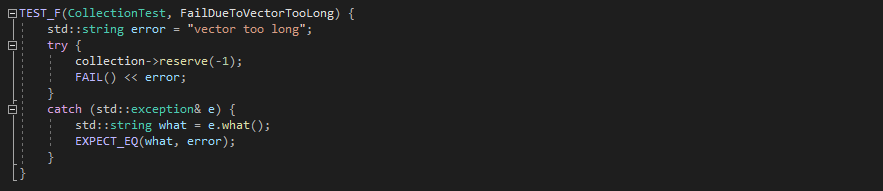 TEST_F(CollectionTest, FailDueToVectorTooLong) {
    std::string error = "vector too long";
    try {
        collection->reserve(-1);
        FAIL() << error;
    }
    catch (std::exception& e) {
        std::string what = e.what();
        EXPECT_EQ(what, error);
    }
}